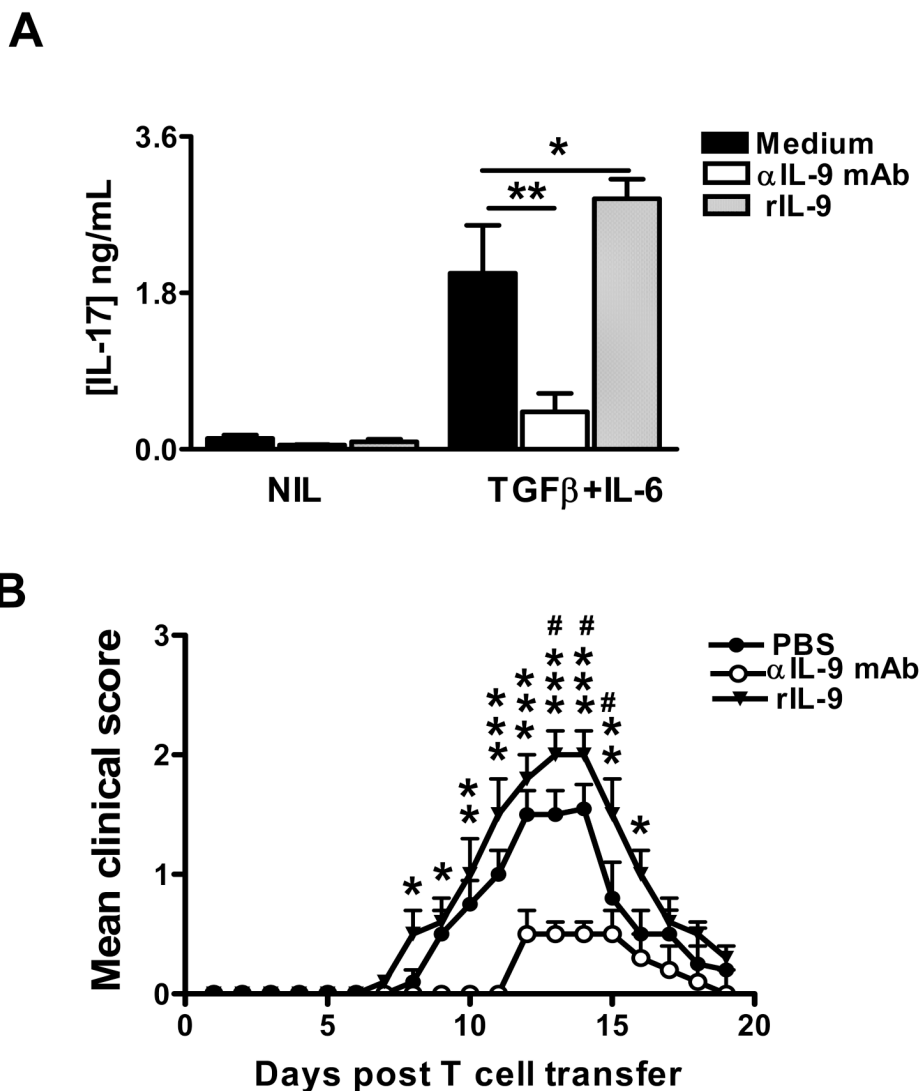 A
3.6
1.8
0.0
[IL-17] ng/mL
*
**
Medium
αIL-9 mAb
rIL-9
NIL
TGFβ+IL-6
B
3
2
1
0
Mean clinical score
# #
* * * * * #
* * * * * *
* * * * * *
* * *
PBS
αIL-9 mAb
rIL-9
0 5 10 15 20
Days post T cell transfer